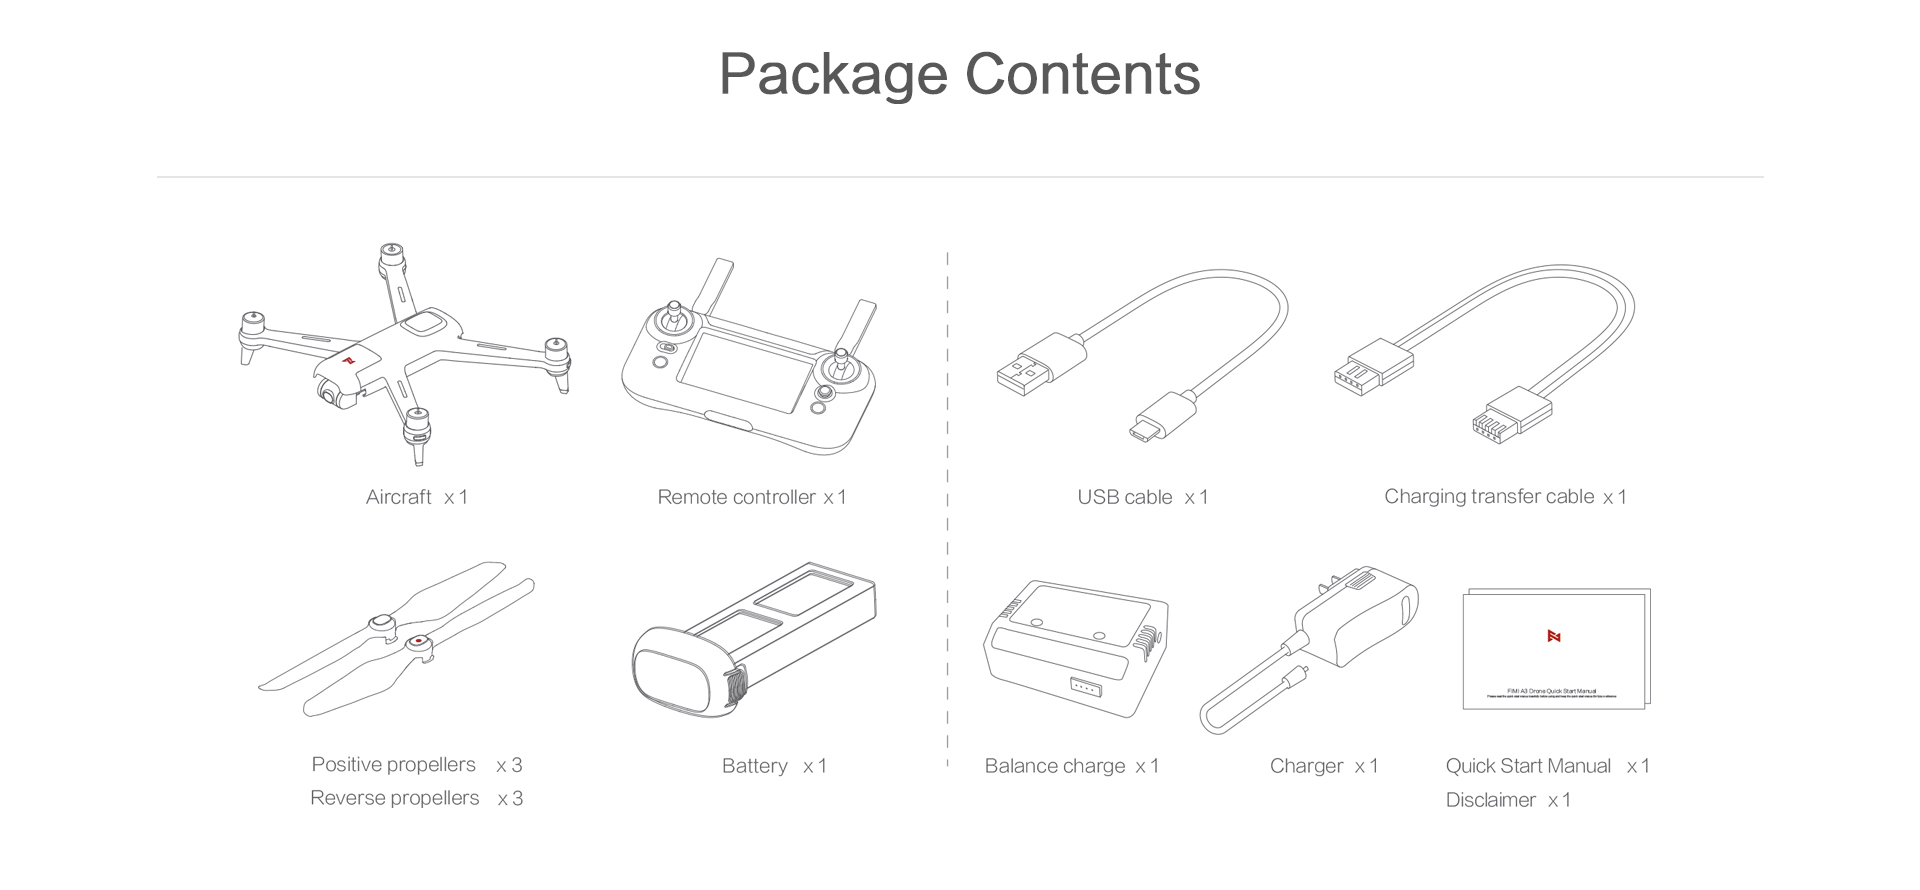 Package Contents
Aircraft x 1
Remote controller x 1
USB cable x 1
Charging transfer cable x 1
Positive propellers x 3
Reverse propellers x 3
Battery x 1
Balance charge x 1
Charger x 1
FIMI A3 Drone Quick Start Manual
Quick Start Manual x 1
Disclaimer x 1